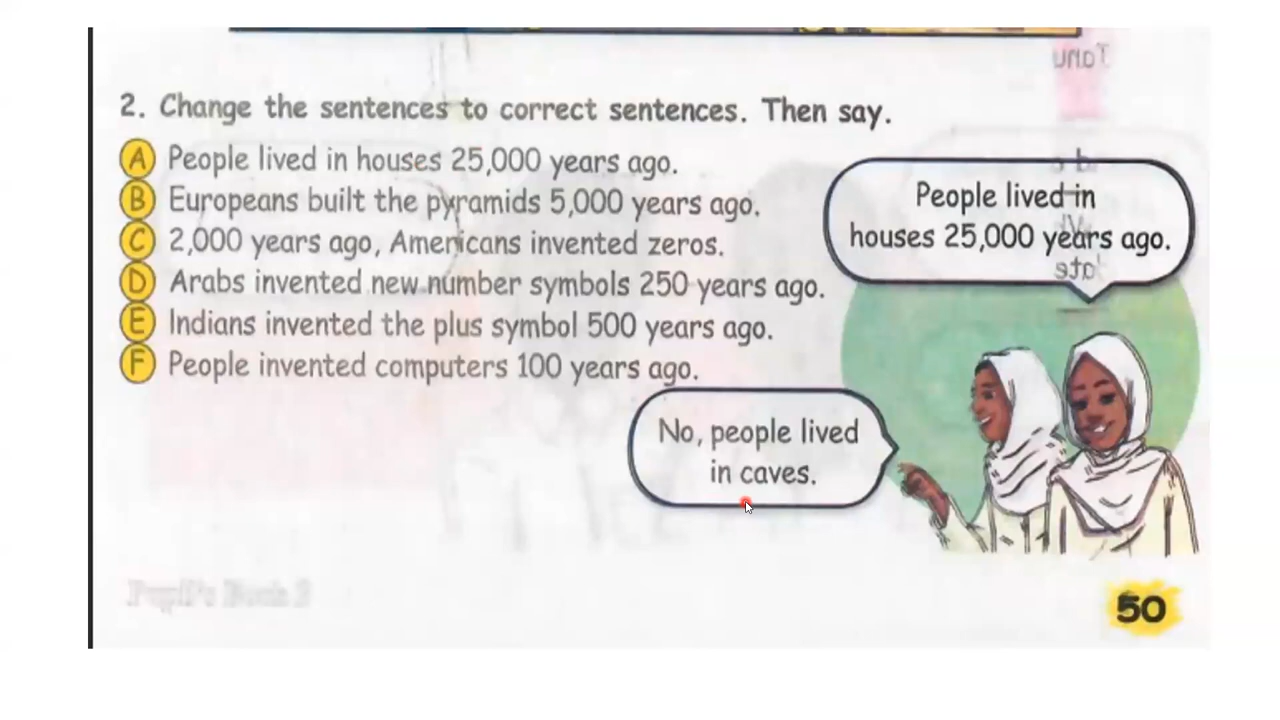 2. Change the sentences to correct sentences. Then say.
A People lived in houses 25,000 years ago.
B Europeans built the pyramids 5,000 years ago.
C 2,000 years ago, Americans invented zeros.
D Arabs invented new number symbols 250 years ago.
E Indians invented the plus symbol 500 years ago.
F People invented computers 100 years ago.
People lived in
houses 25,000 years ago.
No, people lived
in caves.
Pupil's Book
50